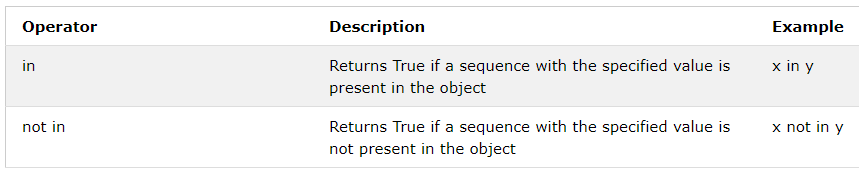 Operator Description Example
in Returns True if a sequence with the specified value is x in y
present in the object
not in Returns True if a sequence with the specified value is x not in y
not present in the object